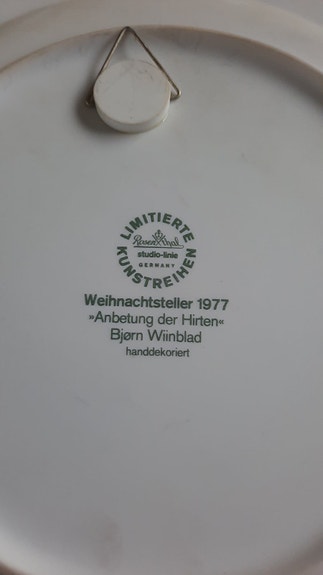 LIMITIERTE
Rosenthal
studio-linie
GERMANY
KUNSTREIHEN
Weihnachtsteller 1977
»Anbetung der Hirten«
Bjørn Wiinblad
handdekoriert